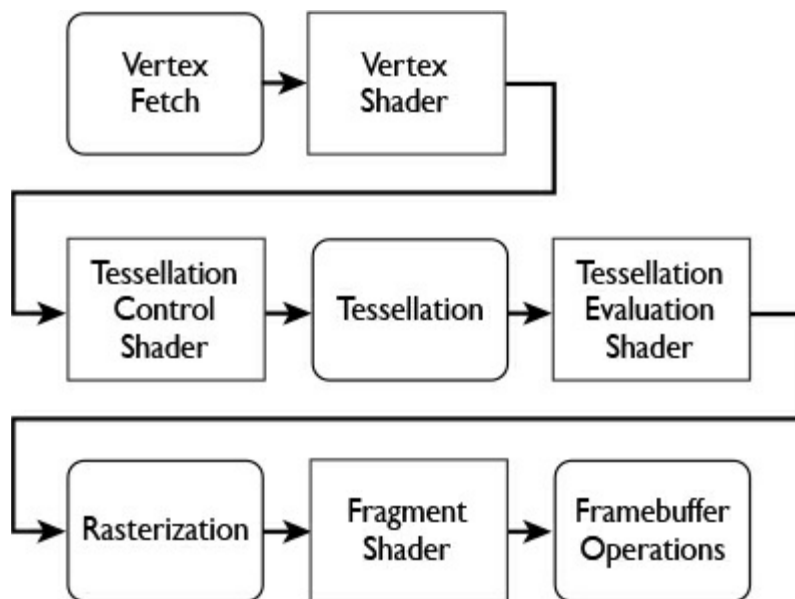 Vertex
Fetch
Vertex
Shader
Tessellation
Control
Shader
Tessellation
Tessellation
Evaluation
Shader
Rasterization
Fragment
Shader
Framebuffer
Operations